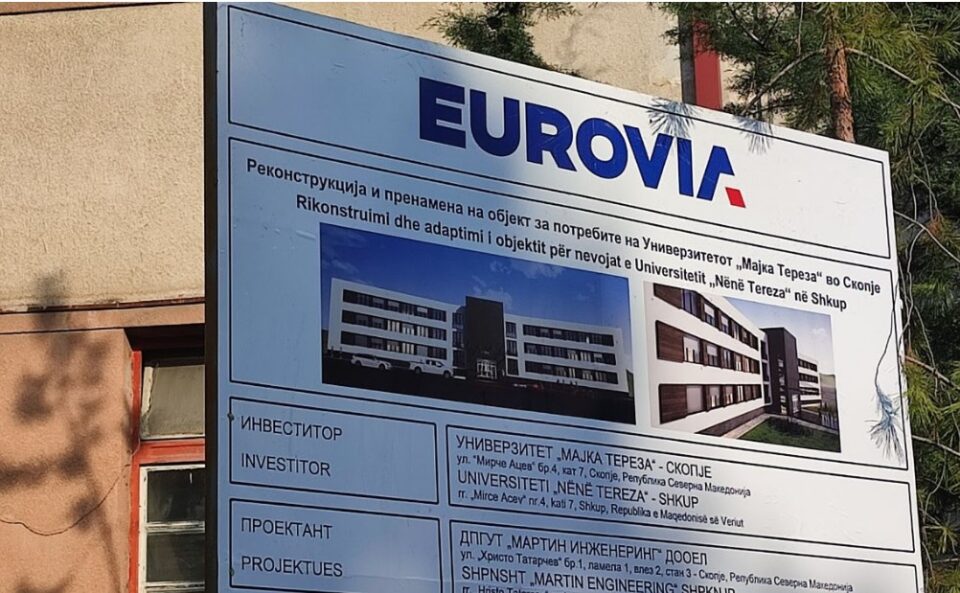 EUROVIA
Реконструкција и пренамена на објект за потребите на Универзитетот „Мајка Тереза“ во Скопје
Rikonstruimi dhe adaptimi i objektit për nevojat e Universitetit „Nënë Tereza“ në Shkup
ИНВЕСТИТОР
INVESTITOR
УНИВЕРЗИТЕТ „МАЈКА ТЕРЕЗА“ - СКОПЈЕ
ул. “Мирче Ацев“ бр.4, кат 7, Скопје, Република Северна Македонија
UNIVERSITETI „NËNË TEREZA“ - SHKUP
rr. „Mirce Acev“ nr.4, kati 7, Shkup, Republika e Maqedonisë së Veriut
ПРОЕКТАНТ
PROJEKTUES
ДПГУТ „МАРТИН ИНЖЕНЕРИНГ“ ДООЕЛ
ул. „Христо Татарчев“ бр.1, ламела 1, влез 2, стан 3 - Скопје, Република Северна Македонија
SHPNSHT „MARTIN ENGINEERING“ SHPKNJP